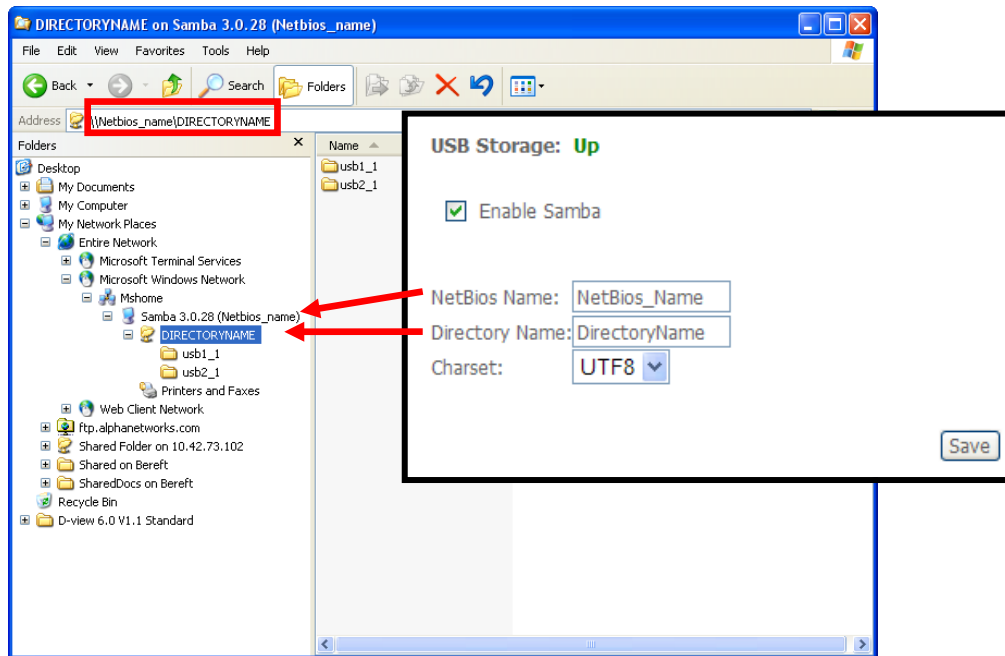 DIRECTORYNAME on Samba 3.0.28 (Netbios_name)
File Edit View Favorites Tools Help
Back Search Folders
Address \\Netbios_name\DIRECTORYNAME
Folders x
Desktop
My Documents
My Computer
My Network Places
Entire Network
Microsoft Terminal Services
Microsoft Windows Network
Mshome
Samba 3.0.28 (Netbios_name)
DIRECTORYNAME
usb1_1
usb2_1
Printers and Faxes
Web Client Network
ftp.alphanetworks.com
Shared Folder on 10.42.73.102
Shared on Bereft
SharedDocs on Bereft
Recycle Bin
D-view 6.0 V1.1 Standard
Name
usb1_1
usb2_1
USB Storage: Up
Enable Samba
NetBios Name: NetBios_Name
Directory Name: DirectoryName
Charset: UTF8
Save